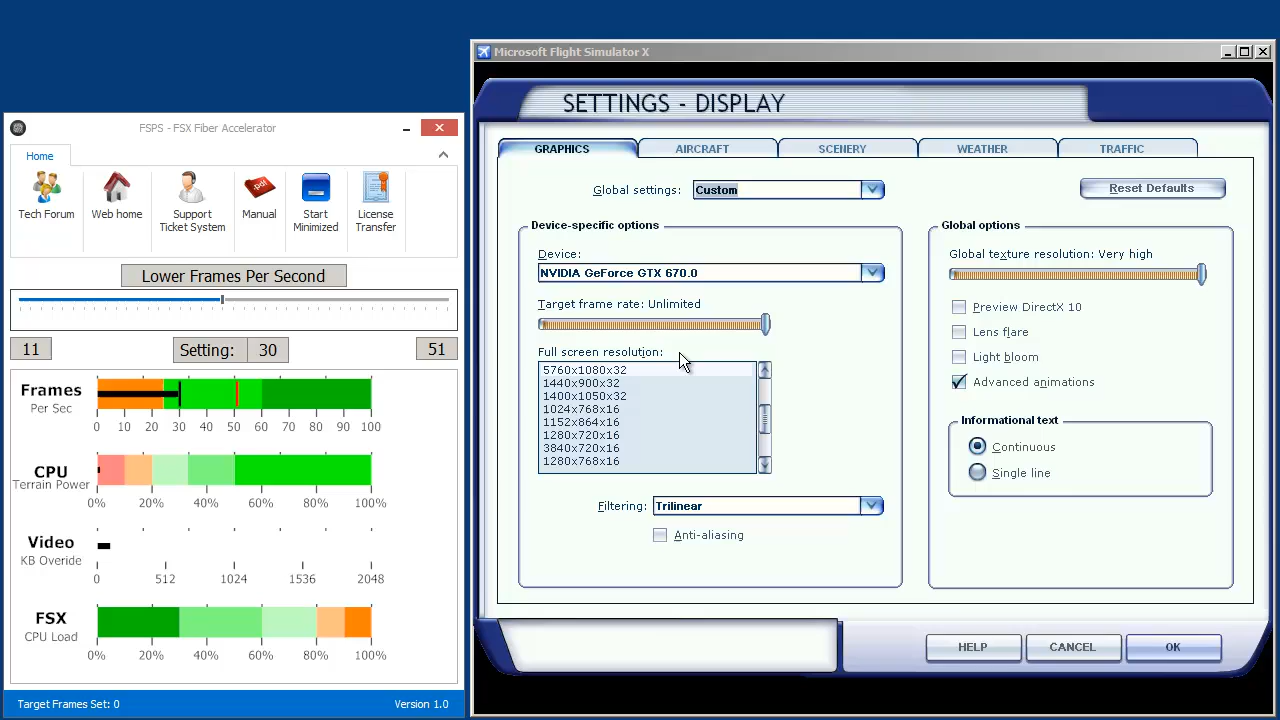 FSPS - FSX Fiber Accelerator
Home
Tech Forum
Web home
Support
Ticket System
Manual
Start
Minimized
License
Transfer
.pdf
Lower Frames Per Second
11
Setting: 30
51
Frames
Per Sec
0 10 20 30 40 50 60 70 80 90 100
CPU
Terrain Power
0% 20% 40% 60% 80% 100%
Video
KB Overide
0 512 1024 1536 2048
FSX
CPU Load
0% 20% 40% 60% 80% 100%
Target Frames Set: 0
Version 1.0
Microsoft Flight Simulator X
SETTINGS - DISPLAY
GRAPHICS
AIRCRAFT
SCENERY
WEATHER
TRAFFIC
Global settings: Custom
Reset Defaults
Device-specific options
Device:
NVIDIA GeForce GTX 670.0
Target frame rate: Unlimited
Full screen resolution:
5760x1080x32
1440x900x32
1400x1050x32
1024x768x16
1152x864x16
1280x720x16
3840x720x16
1280x768x16
Filtering: Trilinear
Anti-aliasing
Global options
Global texture resolution: Very high
Preview DirectX 10
Lens flare
Light bloom
Advanced animations
Informational text
Continuous
Single line
HELP
CANCEL
OK